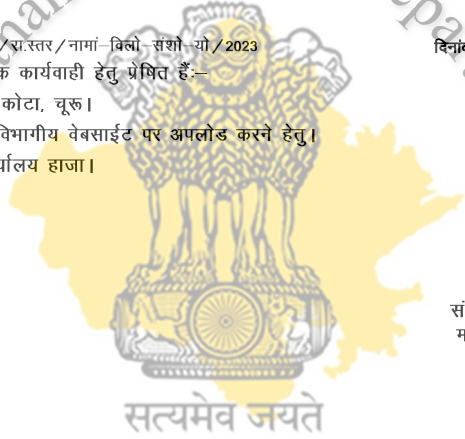 /रा.स्तर/नामां–विलो–संशो–यो/2023 दिनांक
क कार्यवाही हेतु प्रेषित हैं:–
कोटा, चूरू।
विभागीय वेबसाईट पर अपलोड करने हेतु।
र्यालय हाजा।
सं
म
सत्यमेव जयते